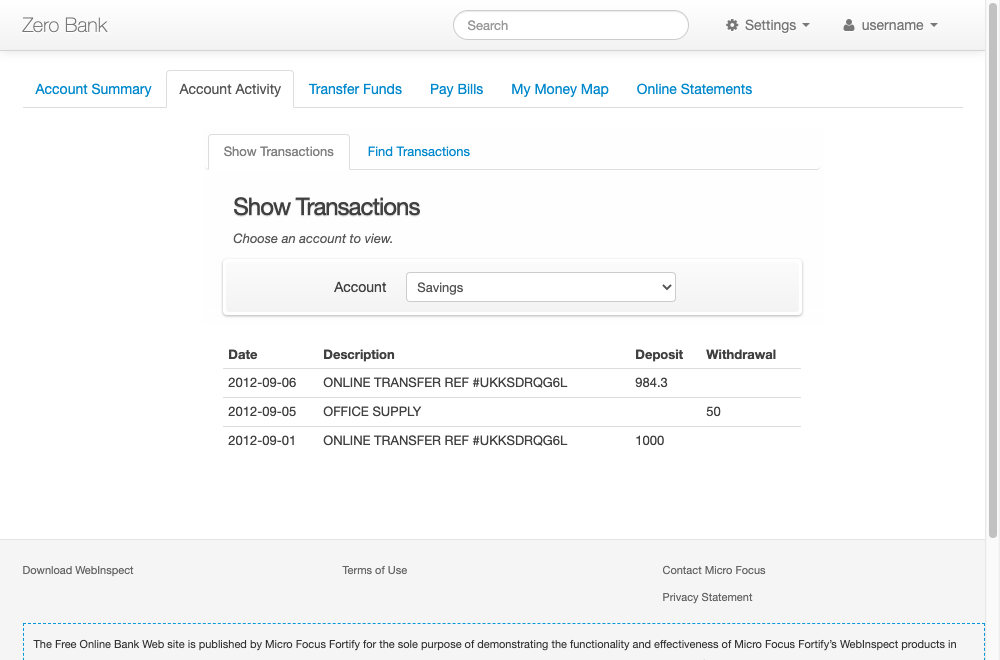 Zero Bank Search Settings username
Account Summary Account Activity Transfer Funds Pay Bills My Money Map Online Statements
Show Transactions Find Transactions
Show Transactions
Choose an account to view.
Account Savings
Date Description Deposit Withdrawal
2012-09-06 ONLINE TRANSFER REF #UKKSDRQG6L 984.3
2012-09-05 OFFICE SUPPLY 50
2012-09-01 ONLINE TRANSFER REF #UKKSDRQG6L 1000
Download WebInspect Terms of Use Contact Micro Focus
Privacy Statement
The Free Online Bank Web site is published by Micro Focus Fortify for the sole purpose of demonstrating the functionality and effectiveness of Micro Focus Fortify's WebInspect products in